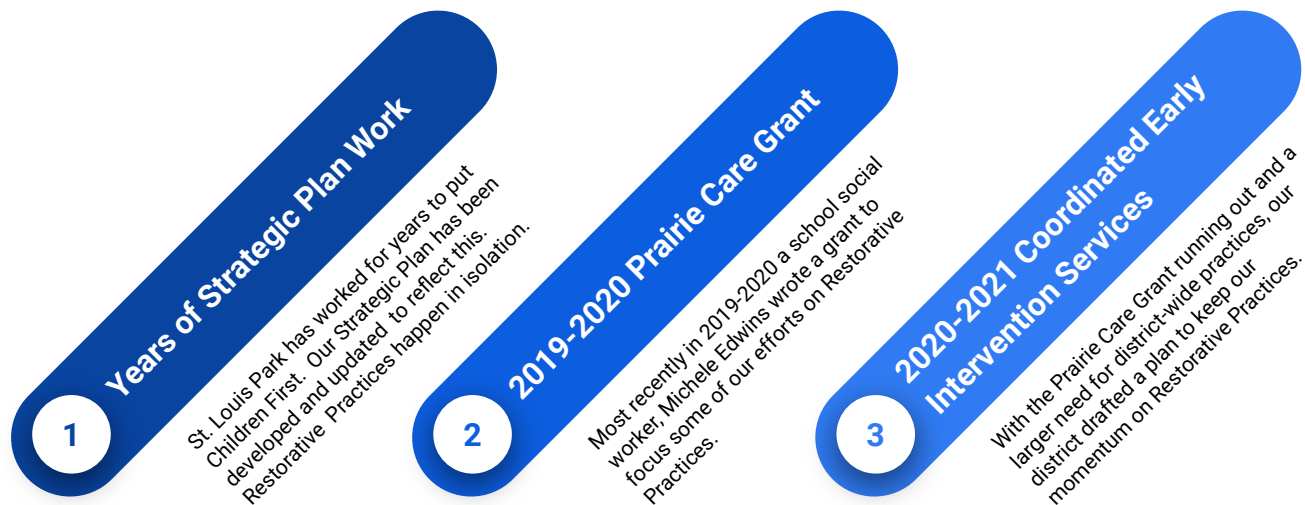 1
Years of Strategic Plan Work
St. Louis Park has worked for years to put
Children First. Our Strategic Plan has been
developed and updated to reflect this.
Restorative Practices happen in isolation.
2
2019-2020 Prairie Care Grant
Most recently in 2019-2020 a school social
worker, Michele Edwins wrote a grant to
focus some of our efforts on Restorative
Practices.
3
2020-2021 Coordinated Early
Intervention Services
With the Prairie Care Grant running out and a
larger need for district-wide practices, our
district drafted a plan to keep our
momentum on Restorative Practices.